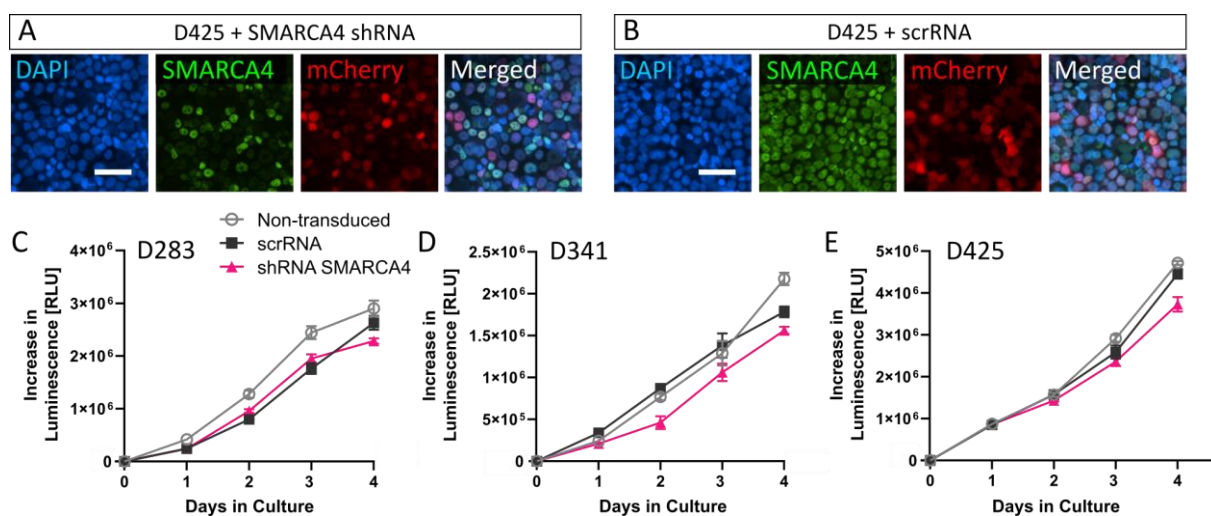 A
D425 + SMARCA4 shRNA
DAPI
SMARCA4
mCherry
Merged
B
D425 + scrRNA
DAPI
SMARCA4
mCherry
Merged
C
D283
Non-transduced
scrRNA
shRNA SMARCA4
Increase in
Luminescence [RLU]
4×10⁶
3×10⁶
2×10⁶
1×10⁶
0
0 1 2 3 4
Days in Culture
D
D341
Increase in
Luminescence [RLU]
2.5×10⁶
2×10⁶
1.5×10⁶
1×10⁶
5×10⁵
0
0 1 2 3 4
Days in Culture
E
D425
Increase in
Luminescence [RLU]
5×10⁶
4×10⁶
3×10⁶
2×10⁶
1×10⁶
0
0 1 2 3 4
Days in Culture